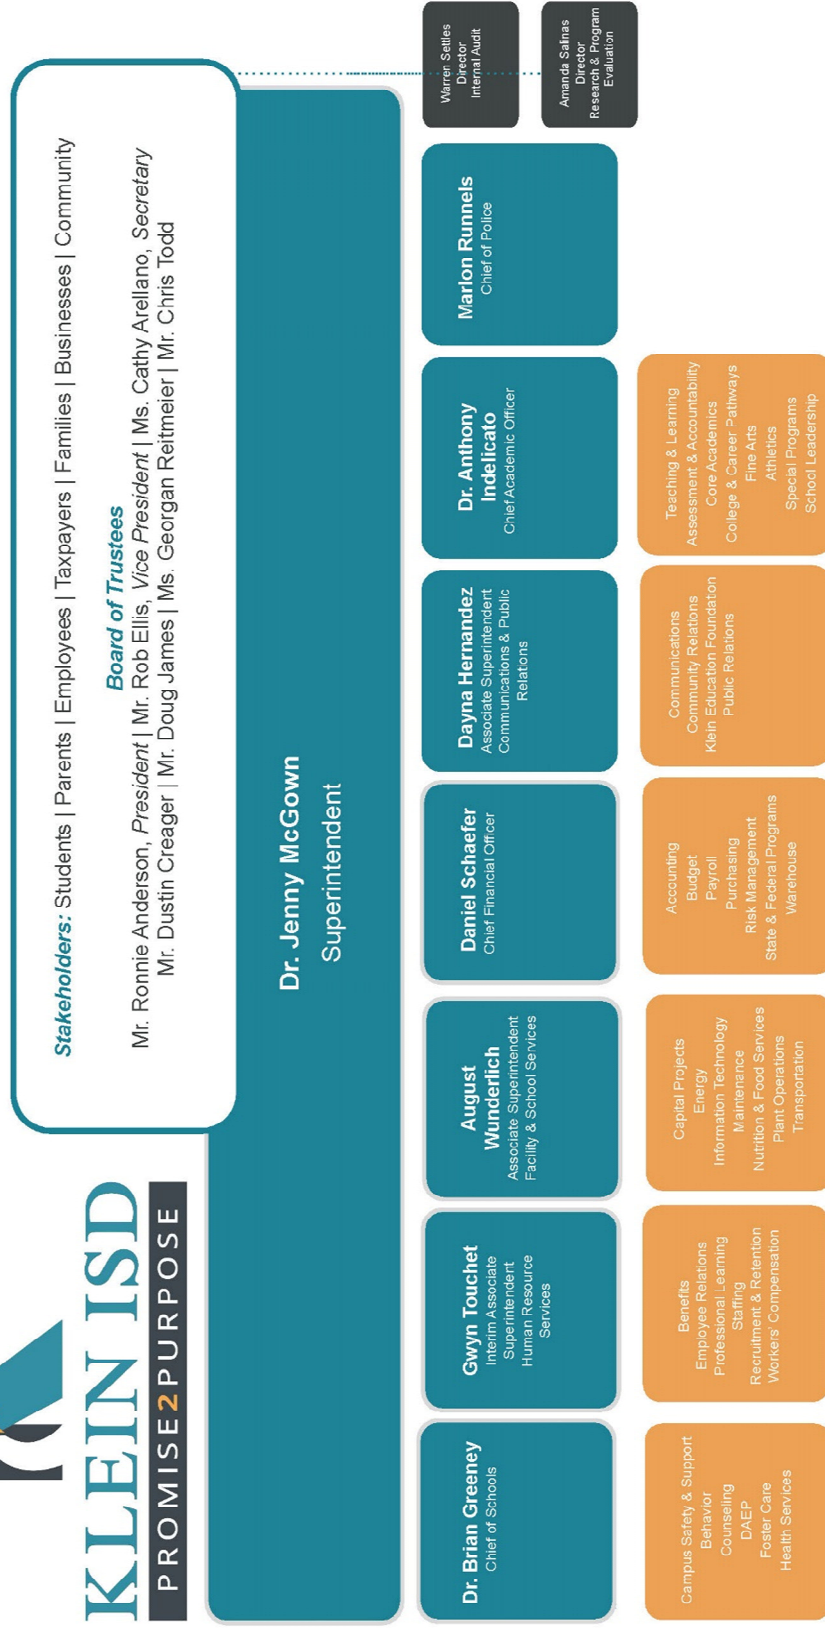 KLEIN ISD
PROMISE2PURPOSE
Stakeholders: Students | Parents | Employees | Taxpayers | Families | Businesses | Community
Board of Trustees
Mr. Ronnie Anderson, President | Mr. Rob Ellis, Vice President | Ms. Cathy Arellano, Secretary
Mr. Dustin Creager | Mr. Doug James | Ms. Georgan Reitmeier | Mr. Chris Todd
Dr. Jenny McGown
Superintendent
Warren Settles
Director
Internal Audit
Amanda Salinas
Director
Research & Program
Evaluation
Dr. Brian Greeney
Chief of Schools
Gwyn Touchet
Interim Associate
Superintendent
Human Resource
Services
August
Wunderlich
Associate Superintendent
Facility & School Services
Daniel Schaefer
Chief Financial Officer
Dayna Hernandez
Associate Superintendent
Communications & Public
Relations
Dr. Anthony
Indelicato
Chief Academic Officer
Marlon Runnels
Chief of Police
Campus Safety & Support
Behavior
Counseling
DAEP
Foster Care
Health Services
Benefits
Employee Relations
Professional Learning
Staffing
Recruitment & Retention
Workers' Compensation
Capital Projects
Energy
Information Technology
Maintenance
Nutrition & Food Services
Plant Operations
Transportation
Accounting
Budget
Payroll
Purchasing
Risk Management
State & Federal Programs
Warehouse
Communications
Community Relations
Klein Education Foundation
Public Relations
Teaching & Learning
Assessment & Accountability
Core Academics
College & Career Pathways
Fine Arts
Athletics
Special Programs
School Leadership